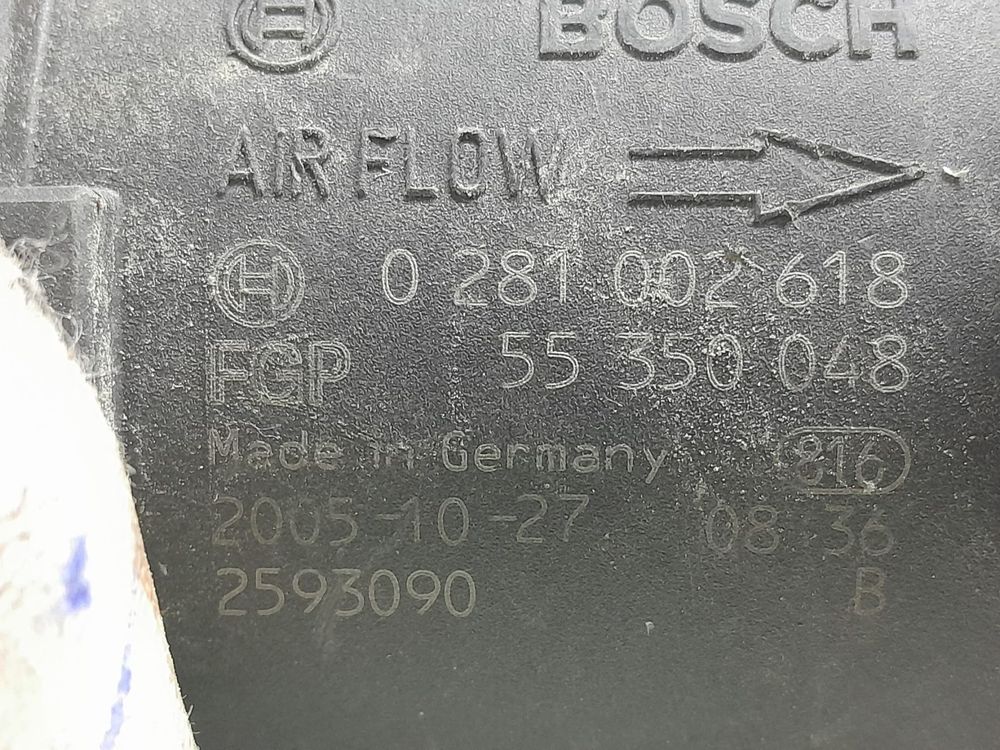 BOSCH
AIR FLOW
0 281 002 618
FGP 55 350 048
Made in Germany 816
2005-10-27 08 36
2593090 B